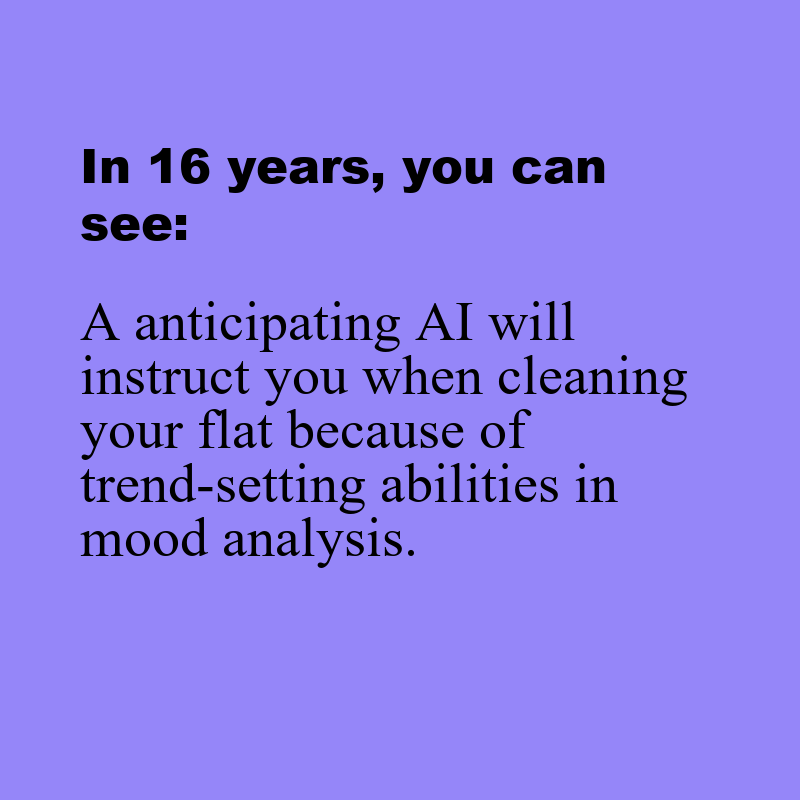 In 16 years, you can
see:
A anticipating AI will
instruct you when cleaning
your flat because of
trend-setting abilities in
mood analysis.